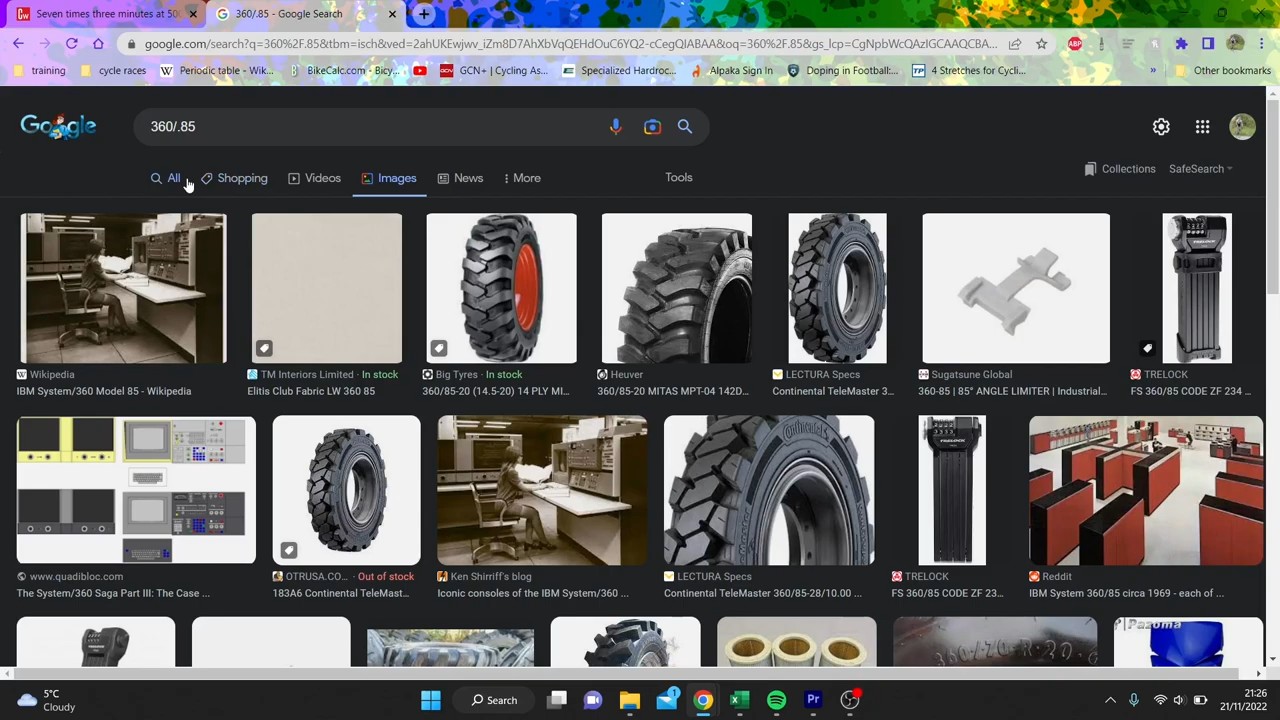 Seven times three minutes at 500
360/.85 - Google Search
google.com/search?q=360%2F.85&tbm=isch&ved=2ahUKEwjwv_iZm8D7AhXbVqQEHdOuC6YQ2-cCegQIABAA&oq=360%2F.85&gs_lcp=CgNpbWcQAzIGCAAQCBA...
training
cycle races
Periodic table - Wik...
BikeCalc.com - Bicy...
GCN+ | Cycling As...
Specialized Hardroc...
Alpaka Sign In
Doping in Football:...
4 Stretches for Cycli...
Other bookmarks
Google
360/.85
All
Shopping
Videos
Images
News
More
Tools
Collections
SafeSearch
Wikipedia
IBM System/360 Model 85 - Wikipedia
TM Interiors Limited · In stock
Elitis Club Fabric LW 360 85
Big Tyres · In stock
360/85-20 (14.5-20) 14 PLY MI...
Heuver
360/85-20 MITAS MPT-04 142D...
LECTURA Specs
Continental TeleMaster 3...
Sugatsune Global
360-85 | 85° ANGLE LIMITER | Industrial...
TRELOCK
FS 360/85 CODE ZF 234 ...
www.quadibloc.com
The System/360 Saga Part III: The Case ...
OTRUSA.CO... · Out of stock
183A6 Continental TeleMast...
Ken Shirriff's blog
Iconic consoles of the IBM System/360 ...
Continental
LECTURA Specs
Continental TeleMaster 360/85-28/10.00 ...
TRELOCK
FS 360/85 CODE ZF 23...
Reddit
IBM System 360/85 circa 1969 - each of ...
360/70-R-20
Pazoma
5°C
Cloudy
Search
1
21:26
21/11/2022